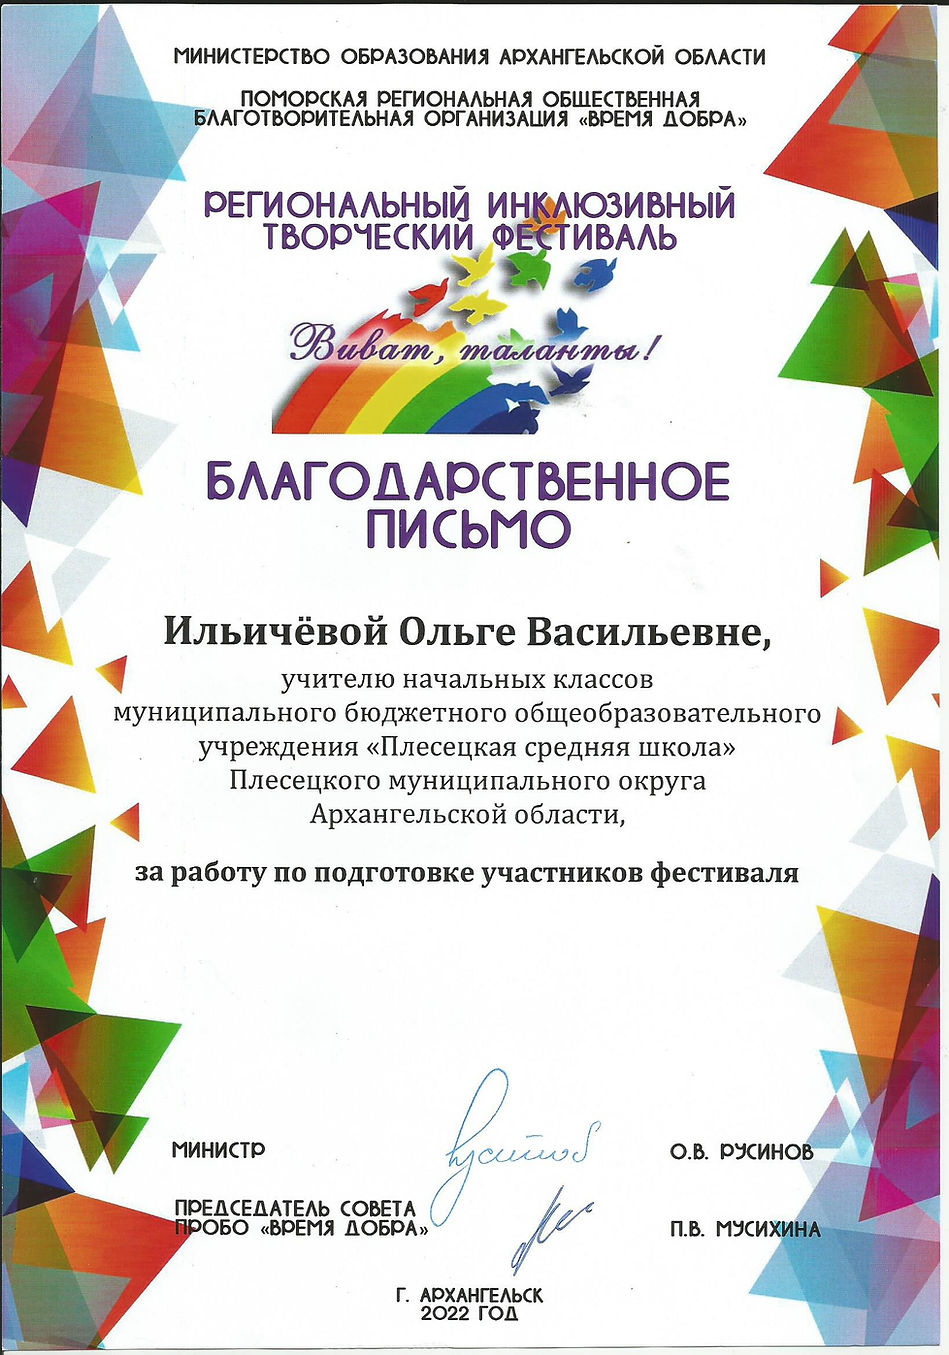 МИНИСТЕРСТВО ОБРАЗОВАНИЯ АРХАНГЕЛЬСКОЙ ОБЛАСТИ
ПОМОРСКАЯ РЕГИОНАЛЬНАЯ ОБЩЕСТВЕННАЯ
БЛАГОТВОРИТЕЛЬНАЯ ОРГАНИЗАЦИЯ «ВРЕМЯ ДОБРА»
РЕГИОНАЛЬНЫЙ ИНКЛЮЗИВНЫЙ
ТВОРЧЕСКИЙ ФЕСТИВАЛЬ
Виват, таланты!
БЛАГОДАРСТВЕННОЕ
ПИСЬМО
Ильичёвой Ольге Васильевне,
учителю начальных классов
муниципального бюджетного общеобразовательного
учреждения «Плесецкая средняя школа»
Плесецкого муниципального округа
Архангельской области,
за работу по подготовке участников фестиваля
МИНИСТР О.В. РУСИНОВ
ПРЕДСЕДАТЕЛЬ СОВЕТА
ПРОБО «ВРЕМЯ ДОБРА» П.В. МУСИХИНА
Г. АРХАНГЕЛЬСК
2022 ГОД